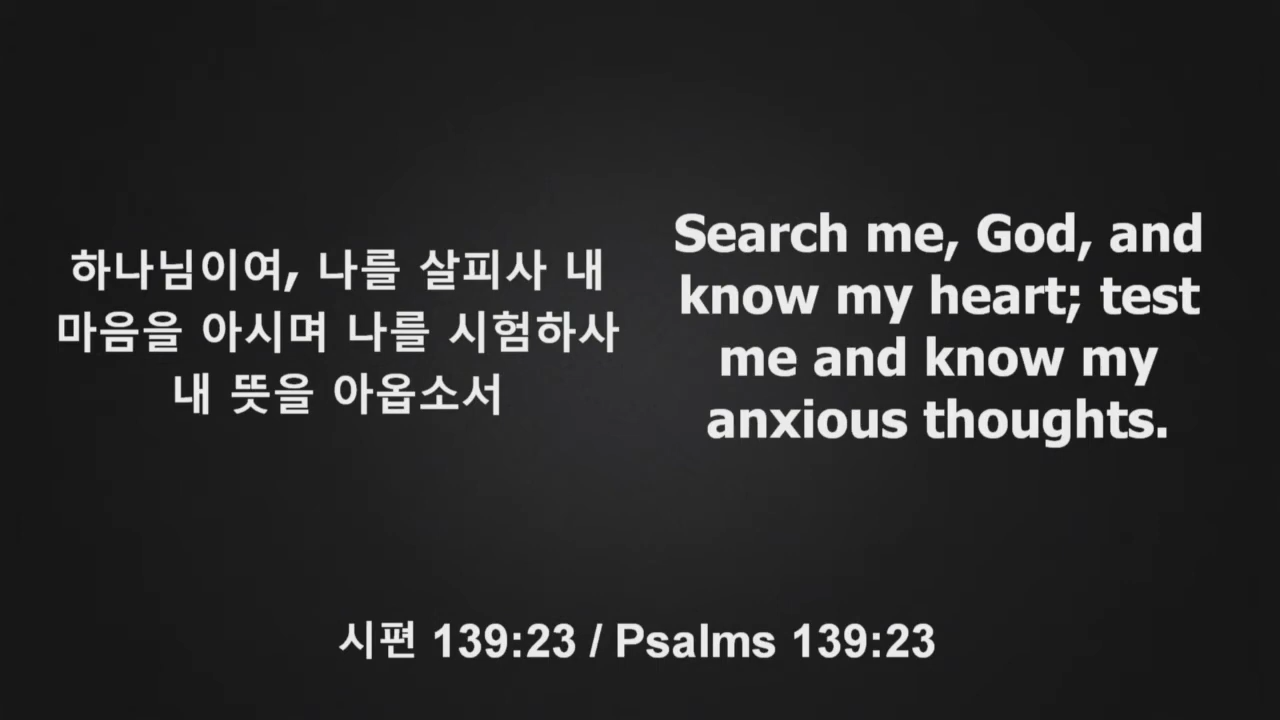 하나님이여, 나를 살피사 내
마음을 아시며 나를 시험하사
내 뜻을 아옵소서
Search me, God, and
know my heart; test
me and know my
anxious thoughts.
시편 139:23 / Psalms 139:23